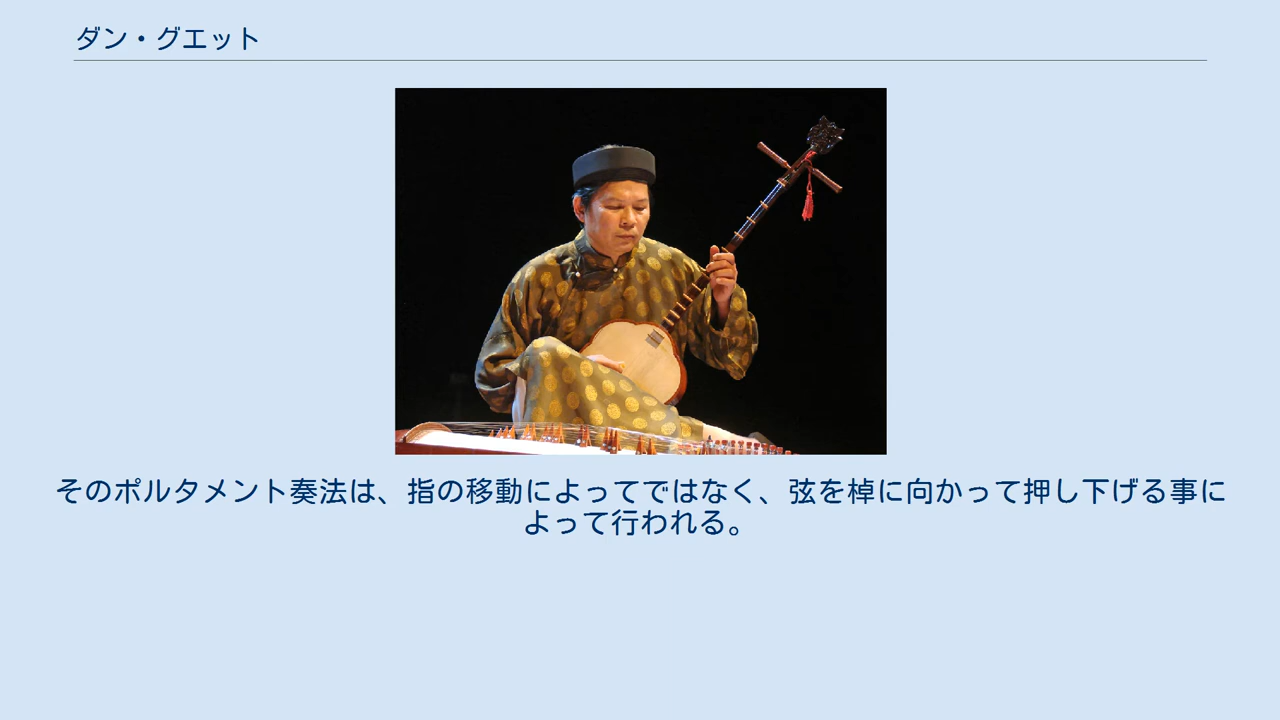 ダン・グエット
そのポルタメント奏法は、指の移動によってではなく、弦を棹に向かって押し下げる事に
よって行われる。